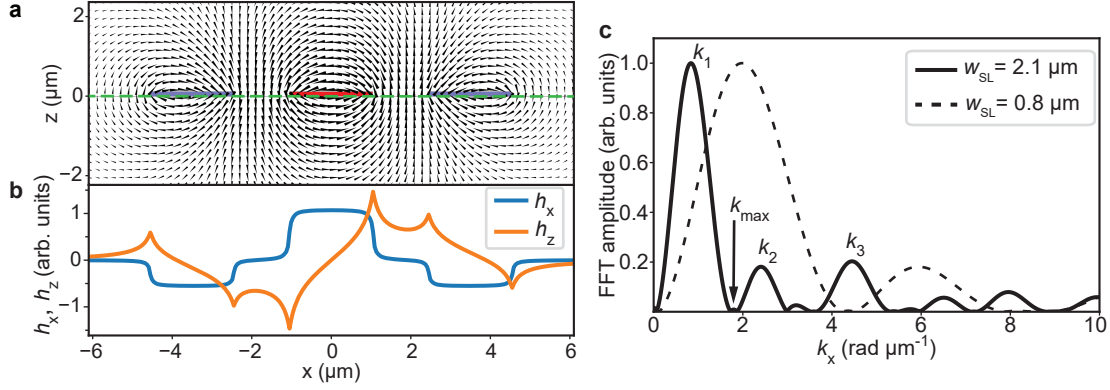 a
z (μm)
2
0
−2
b
h_x, h_z (arb. units)
1
0
−1
h_x
h_z
−6 −4 −2 0 2 4 6
x (μm)
c
FFT amplitude (arb. units)
1.0
0.8
0.6
0.4
0.2
k_1
k_max
k_2
k_3
w_SL = 2.1 μm
w_SL = 0.8 μm
0 2 4 6 8 10
k_x (rad μm⁻¹)